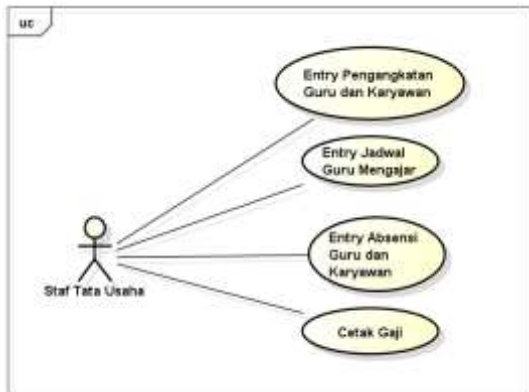 uc
Entry Pengangkatan
Guru dan Karyawan
Entry Jadwal
Guru Mengajar
Entry Absensi
Guru dan
Karyawan
Staf Tata Usaha
Cetak Gaji